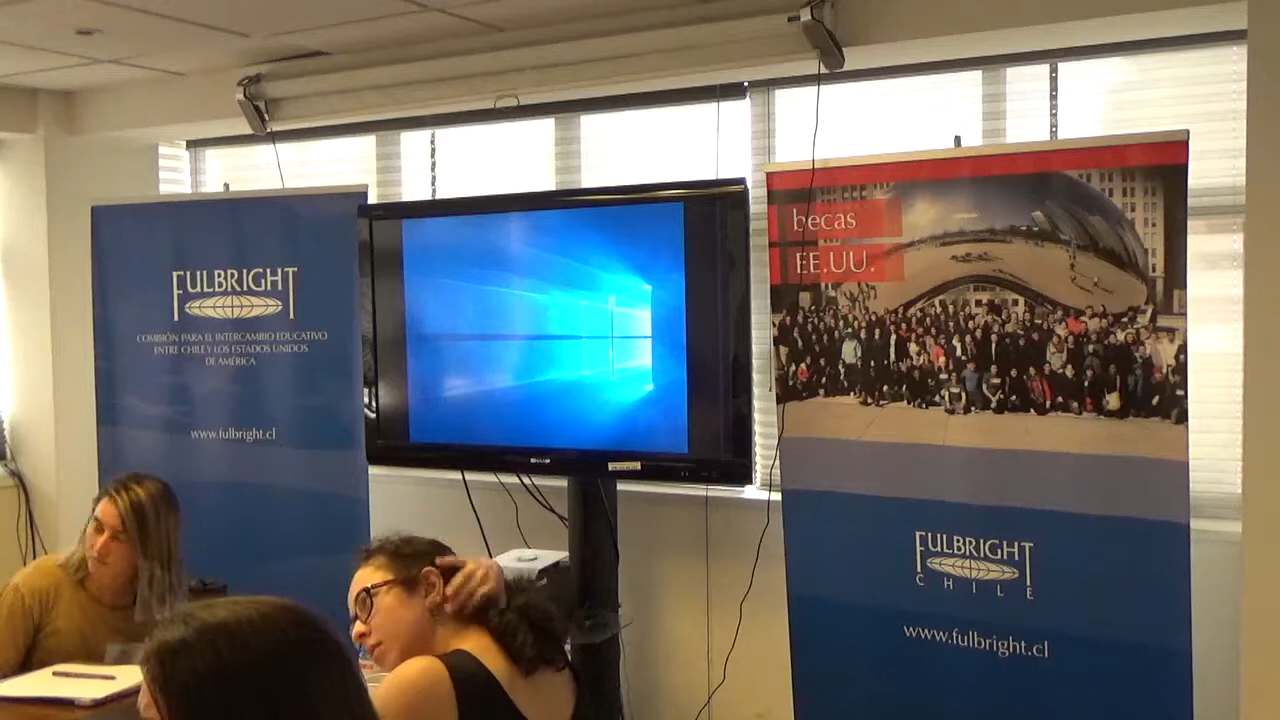 FULBRIGHT
COMISIÓN PARA EL INTERCAMBIO EDUCATIVO
ENTRE CHILE Y LOS ESTADOS UNIDOS
DE AMÉRICA
www.fulbright.cl
SHARP
becas
EE.UU.
FULBRIGHT
CHILE
www.fulbright.cl